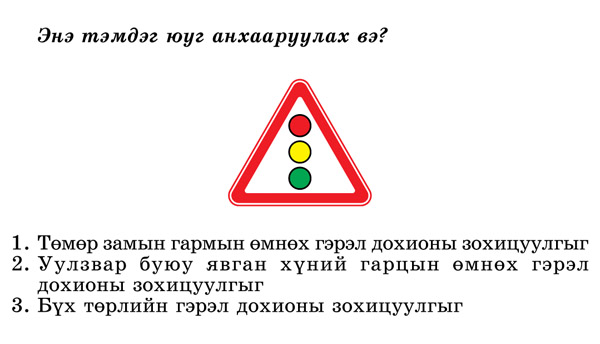 Энэ тэмдэг юуг анхааруулах вэ?
1. Төмөр замын гармын өмнөх гэрэл дохионы зохицуулгыг
2. Уулзвар буюу явган хүний гарцын өмнөх гэрэл
дохионы зохицуулгыг
3. Бүх төрлийн гэрэл дохионы зохицуулгыг